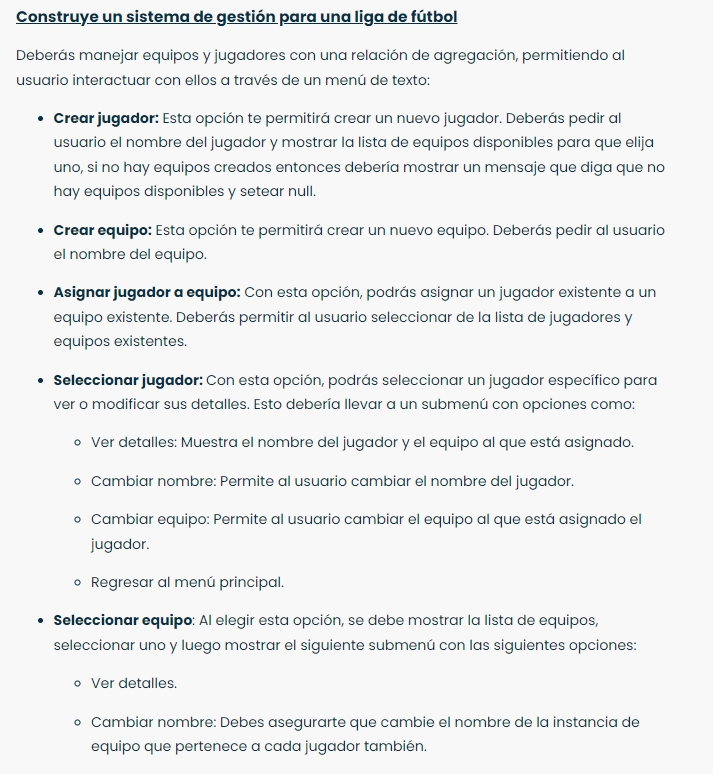 Construye un sistema de gestión para una liga de fútbol
Deberás manejar equipos y jugadores con una relación de agregación, permitiendo al
usuario interactuar con ellos a través de un menú de texto:
• Crear jugador: Esta opción te permitirá crear un nuevo jugador. Deberás pedir al
usuario el nombre del jugador y mostrar la lista de equipos disponibles para que elija
uno, si no hay equipos creados entonces debería mostrar un mensaje que diga que no
hay equipos disponibles y setear null.
• Crear equipo: Esta opción te permitirá crear un nuevo equipo. Deberás pedir al usuario
el nombre del equipo.
• Asignar jugador a equipo: Con esta opción, podrás asignar un jugador existente a un
equipo existente. Deberás permitir al usuario seleccionar de la lista de jugadores y
equipos existentes.
• Seleccionar jugador: Con esta opción, podrás seleccionar un jugador específico para
ver o modificar sus detalles. Esto debería llevar a un submenú con opciones como:
◦ Ver detalles: Muestra el nombre del jugador y el equipo al que está asignado.
◦ Cambiar nombre: Permite al usuario cambiar el nombre del jugador.
◦ Cambiar equipo: Permite al usuario cambiar el equipo al que está asignado el
jugador.
◦ Regresar al menú principal.
• Seleccionar equipo: Al elegir esta opción, se debe mostrar la lista de equipos,
seleccionar uno y luego mostrar el siguiente submenú con las siguientes opciones:
◦ Ver detalles.
◦ Cambiar nombre: Debes asegurarte que cambie el nombre de la instancia de
equipo que pertenece a cada jugador también.